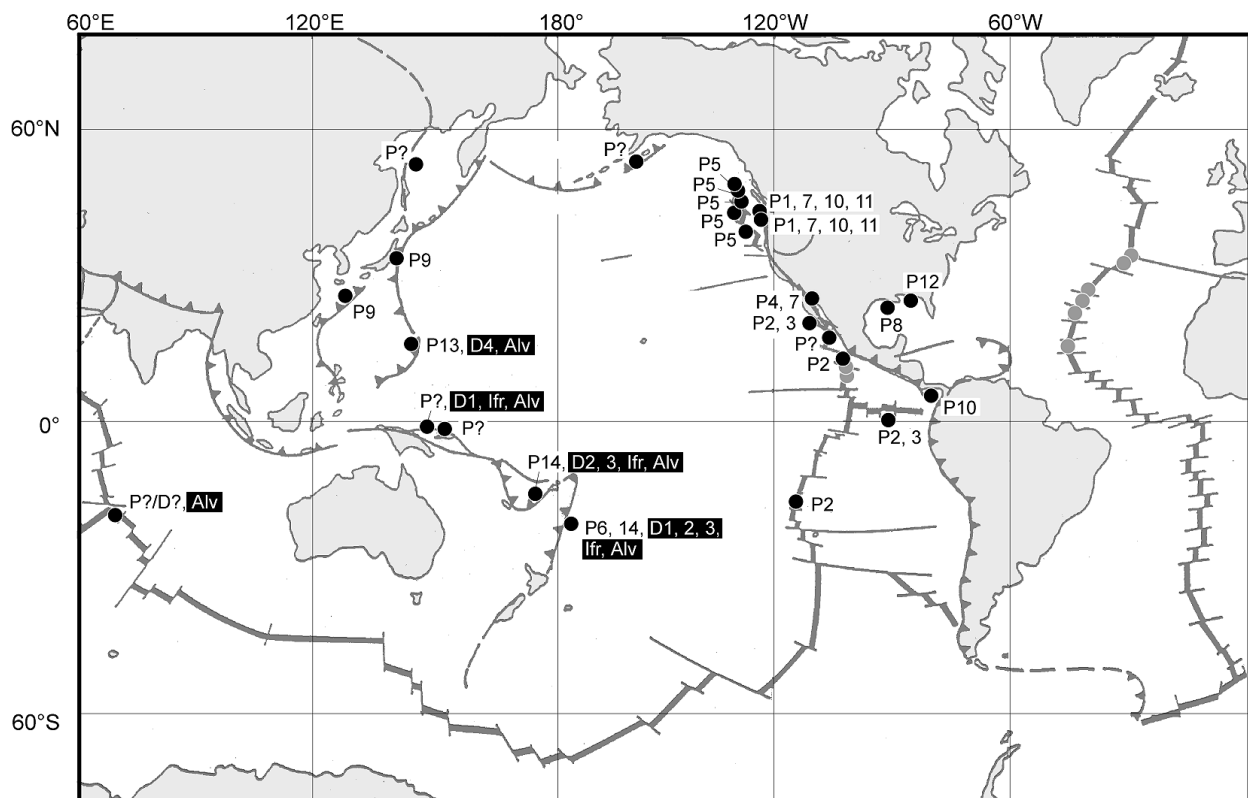 60°E
120°E
180°
120°W
60°W
60°N
P?
P?
P5
P5
P5
P5
P5
P1, 7, 10, 11
P1, 7, 10, 11
P9
P9
P4, 7
P2, 3
P?
P2
P12
P8
P13, D4, Alv
P10
P?, D1, Ifr, Alv
P?
0°
P2, 3
P14, D2, 3, Ifr, Alv
P?/D?, Alv
P2
P6, 14, D1, 2, 3,
Ifr, Alv
60°S